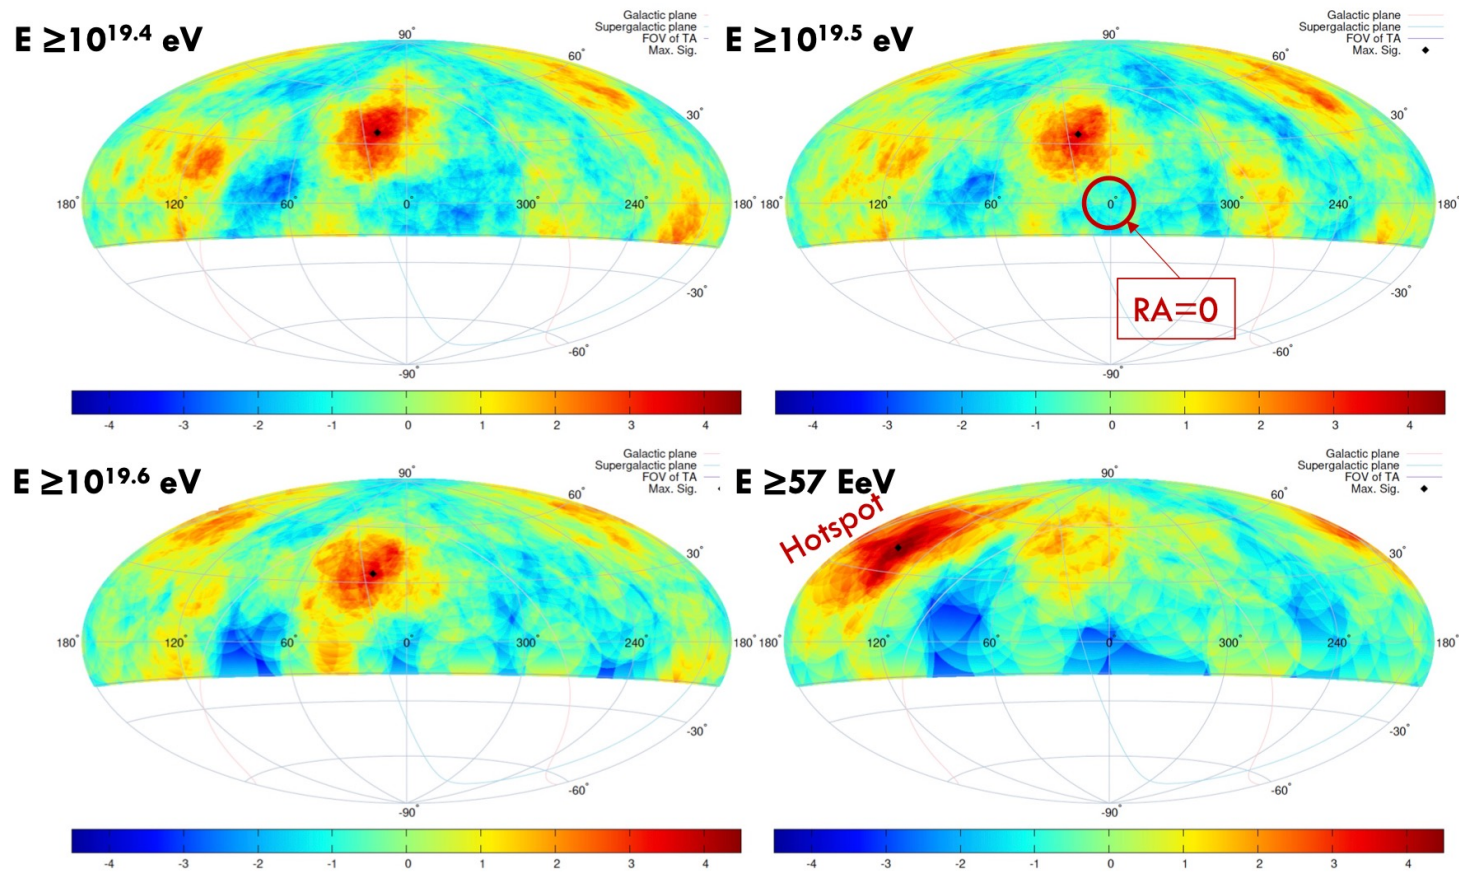 E ≥10^19.4 eV
Galactic plane
Supergalactic plane
FOV of TA
Max. Sig.
90°
60°
30°
180° 120° 60° 0° 300° 240° 180°
-30°
-60°
-90°
-4 -3 -2 -1 0 1 2 3 4
E ≥10^19.5 eV
Galactic plane
Supergalactic plane
FOV of TA
Max. Sig.
90°
60°
30°
120° 60° 0° 300° 240° 180°
RA=0
-30°
-60°
-90°
-4 -3 -2 -1 0 1 2 3 4
E ≥10^19.6 eV
Galactic plane
Supergalactic plane
FOV of TA
Max. Sig.
90°
60°
30°
180° 120° 60° 0° 300° 240° 180°
-30°
-60°
-90°
-4 -3 -2 -1 0 1 2 3 4
E ≥57 EeV
Galactic plane
Supergalactic plane
FOV of TA
Max. Sig.
Hotspot
90°
60°
30°
120° 60° 0° 300° 240° 180°
-30°
-60°
-90°
-4 -3 -2 -1 0 1 2 3 4